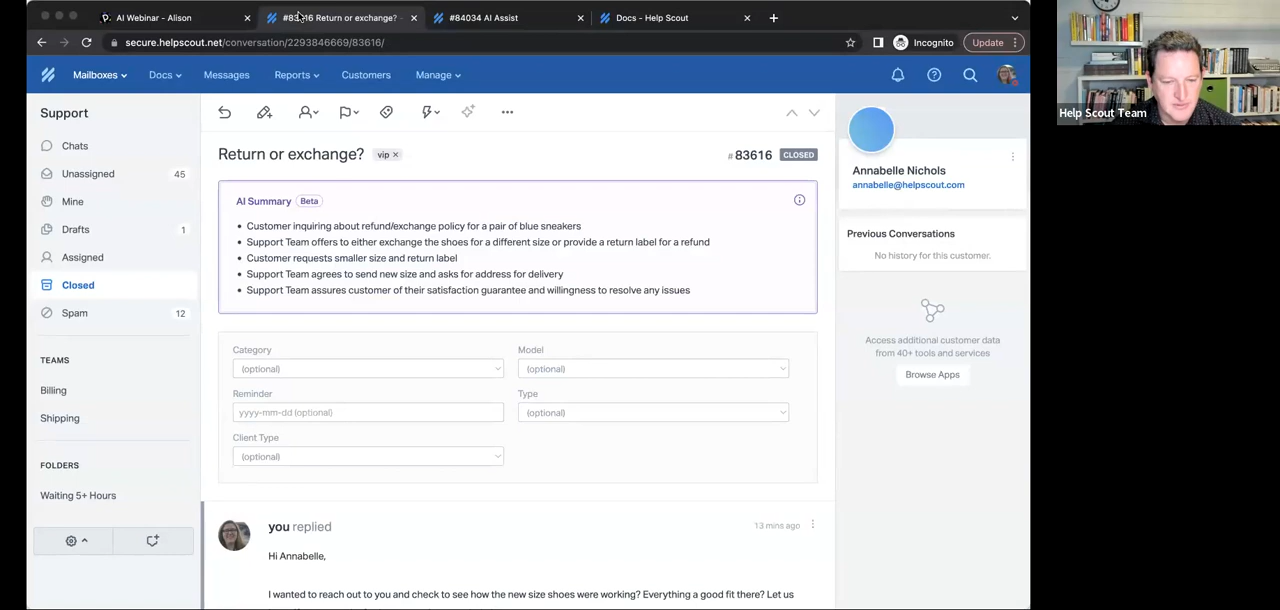 AI Webinar - Alison
#83616 Return or exchange?
#84034 AI Assist
Docs - Help Scout
secure.helpscout.net/conversation/2293846669/83616/
Incognito
Update
Mailboxes
Docs
Messages
Reports
Customers
Manage
Support
Chats
Unassigned 45
Mine
Drafts 1
Assigned
Closed
Spam 12
TEAMS
Billing
Shipping
FOLDERS
Waiting 5+ Hours
Return or exchange? vip
#83616 CLOSED
AI Summary Beta
• Customer inquiring about refund/exchange policy for a pair of blue sneakers
• Support Team offers to either exchange the shoes for a different size or provide a return label for a refund
• Customer requests smaller size and return label
• Support Team agrees to send new size and asks for address for delivery
• Support Team assures customer of their satisfaction guarantee and willingness to resolve any issues
Category
(optional)
Model
(optional)
Reminder
yyyy-mm-dd (optional)
Type
(optional)
Client Type
(optional)
you replied
13 mins ago
Hi Annabelle,
I wanted to reach out to you and check to see how the new size shoes were working? Everything a good fit there? Let us
Annabelle Nichols
annabelle@helpscout.com
Previous Conversations
No history for this customer.
Access additional customer data
from 40+ tools and services
Browse Apps
Help Scout Team